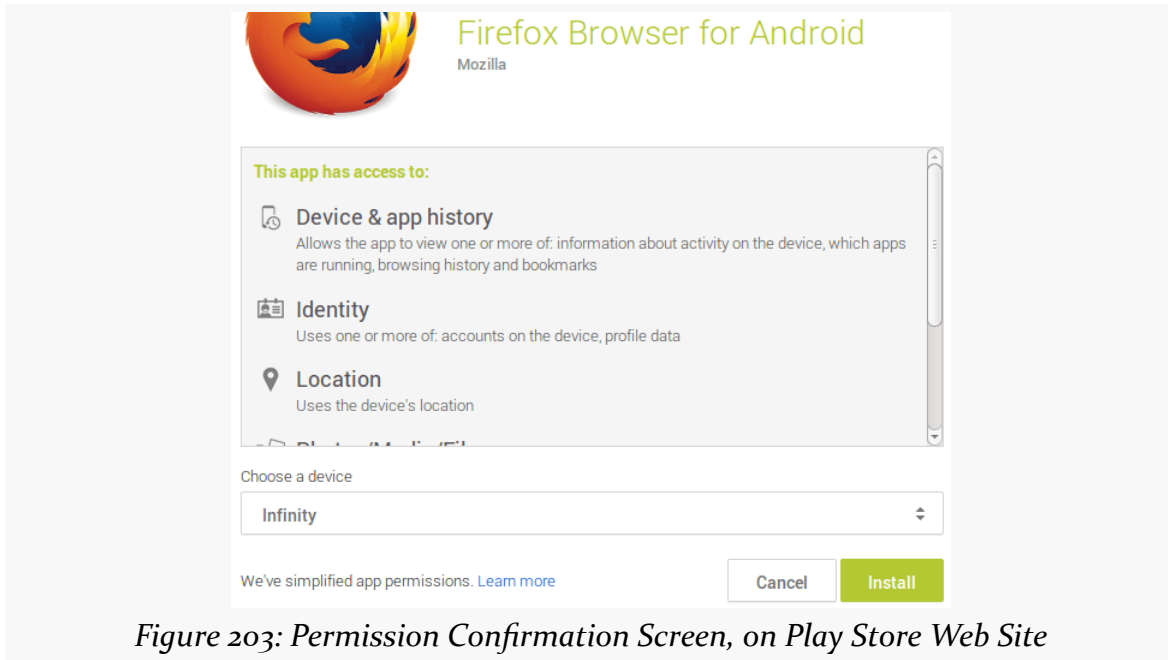 Firefox Browser for Android
Mozilla
This app has access to:
Device & app history
Allows the app to view one or more of: information about activity on the device, which apps
are running, browsing history and bookmarks
Identity
Uses one or more of: accounts on the device, profile data
Location
Uses the device's location
Choose a device
Infinity
We've simplified app permissions. Learn more
Cancel
Install
Figure 203: Permission Confirmation Screen, on Play Store Web Site